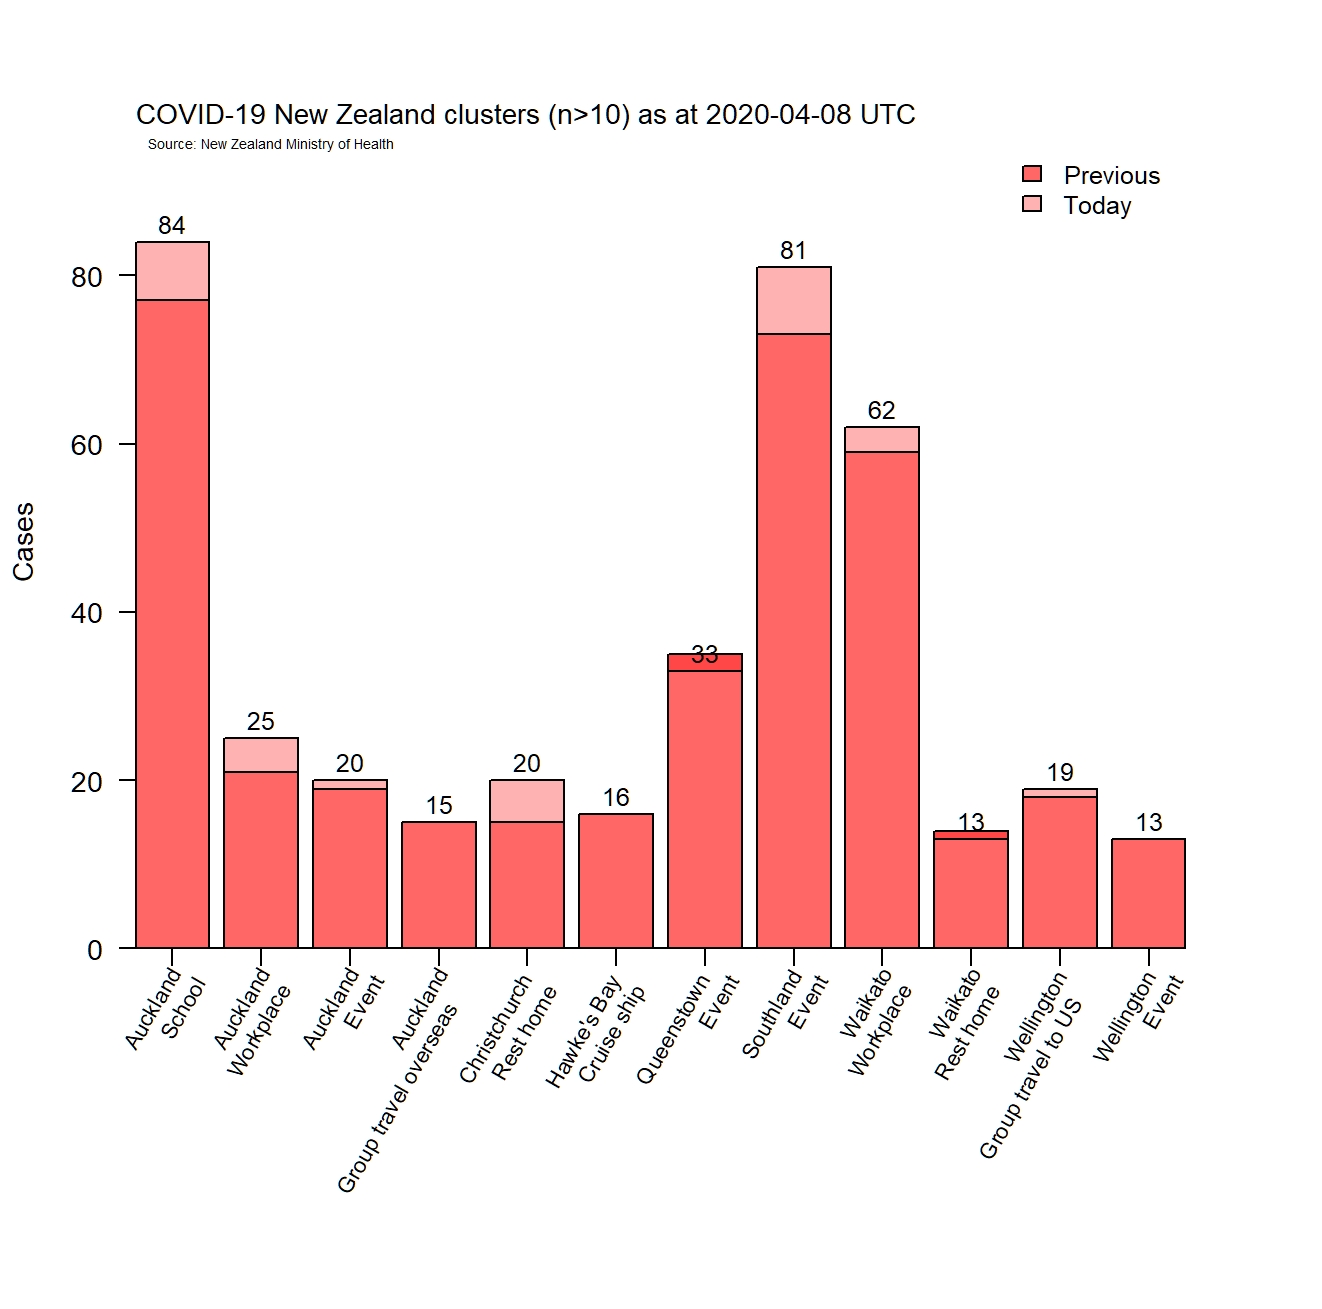 COVID-19 New Zealand clusters (n>10) as at 2020-04-08 UTC
Source: New Zealand Ministry of Health
Previous
Today
84
25
20
15
20
16
33
81
62
13
19
13
80
60
40
20
0
Cases
Auckland
School
Auckland
Workplace
Auckland
Event
Auckland
Group travel overseas
Christchurch
Rest home
Hawke's Bay
Cruise ship
Queenstown
Event
Southland
Event
Waikato
Workplace
Waikato
Rest home
Wellington
Group travel to US
Wellington
Event